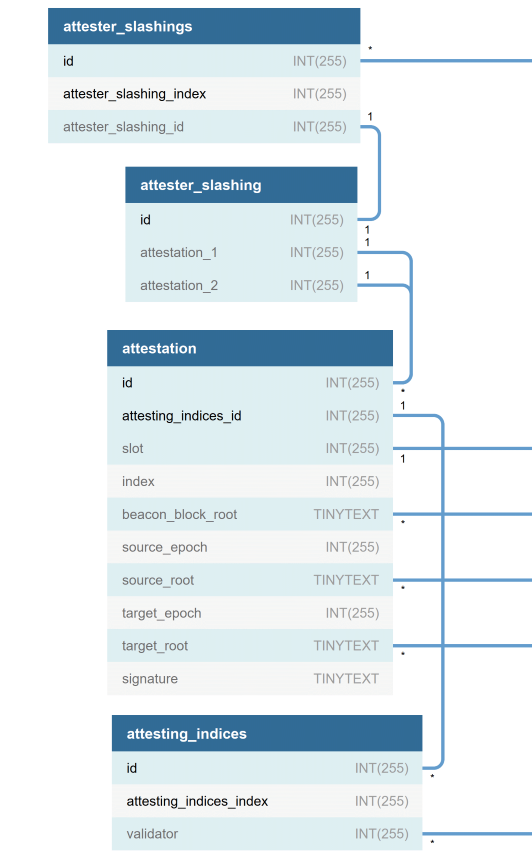 attester_slashings
id INT(255)
*
attester_slashing_index INT(255)
1
attester_slashing_id INT(255)
attester_slashing
id INT(255)
1
1
attestation_1 INT(255)
1
attestation_2 INT(255)
attestation
id INT(255)
*
1
attesting_indices_id INT(255)
slot INT(255)
1
index INT(255)
beacon_block_root TINYTEXT
*
source_epoch INT(255)
source_root TINYTEXT
*
target_epoch INT(255)
target_root TINYTEXT
*
signature TINYTEXT
attesting_indices
id INT(255)
*
attesting_indices_index INT(255)
validator INT(255)
*